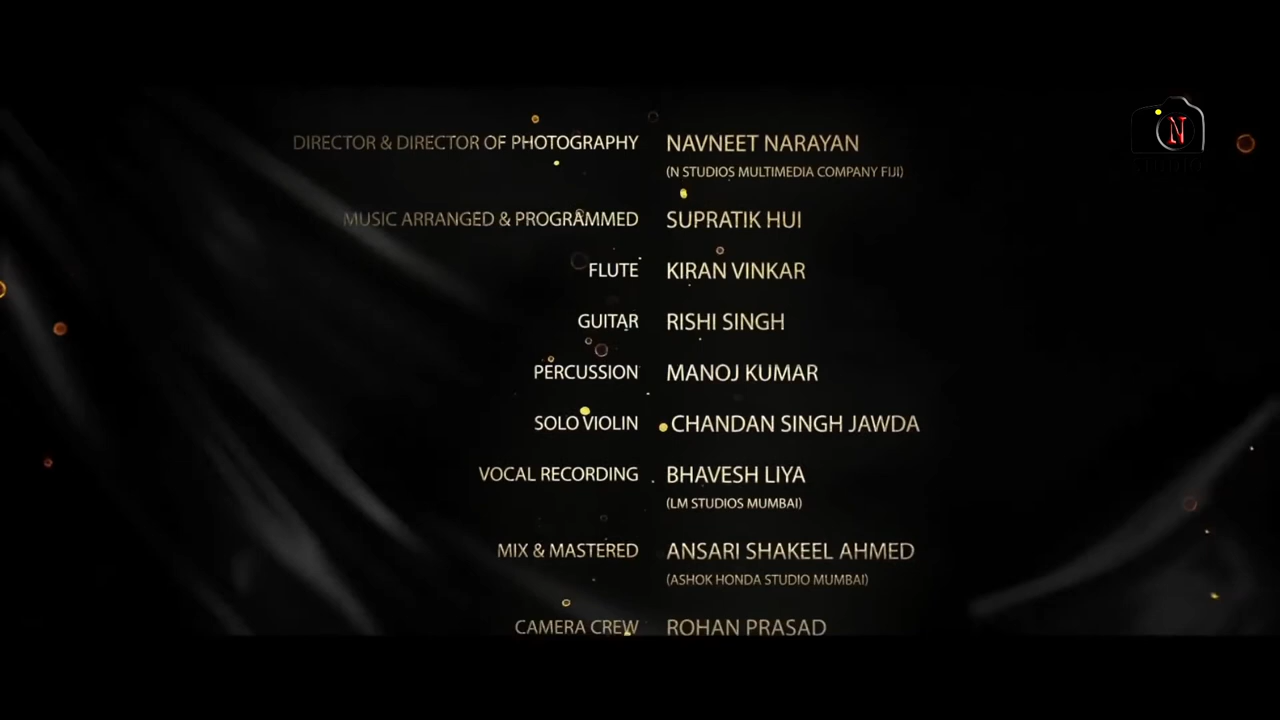 DIRECTOR & DIRECTOR OF PHOTOGRAPHY NAVNEET NARAYAN
(N STUDIOS MULTIMEDIA COMPANY FIJI)
MUSIC ARRANGED & PROGRAMMED SUPRATIK HUI
FLUTE KIRAN VINKAR
GUITAR RISHI SINGH
PERCUSSION MANOJ KUMAR
SOLO VIOLIN CHANDAN SINGH JAWDA
VOCAL RECORDING BHAVESH LIYA
(LM STUDIOS MUMBAI)
MIX & MASTERED ANSARI SHAKEEL AHMED
(ASHOK HONDA STUDIO MUMBAI)
CAMERA CREW ROHAN PRASAD
N